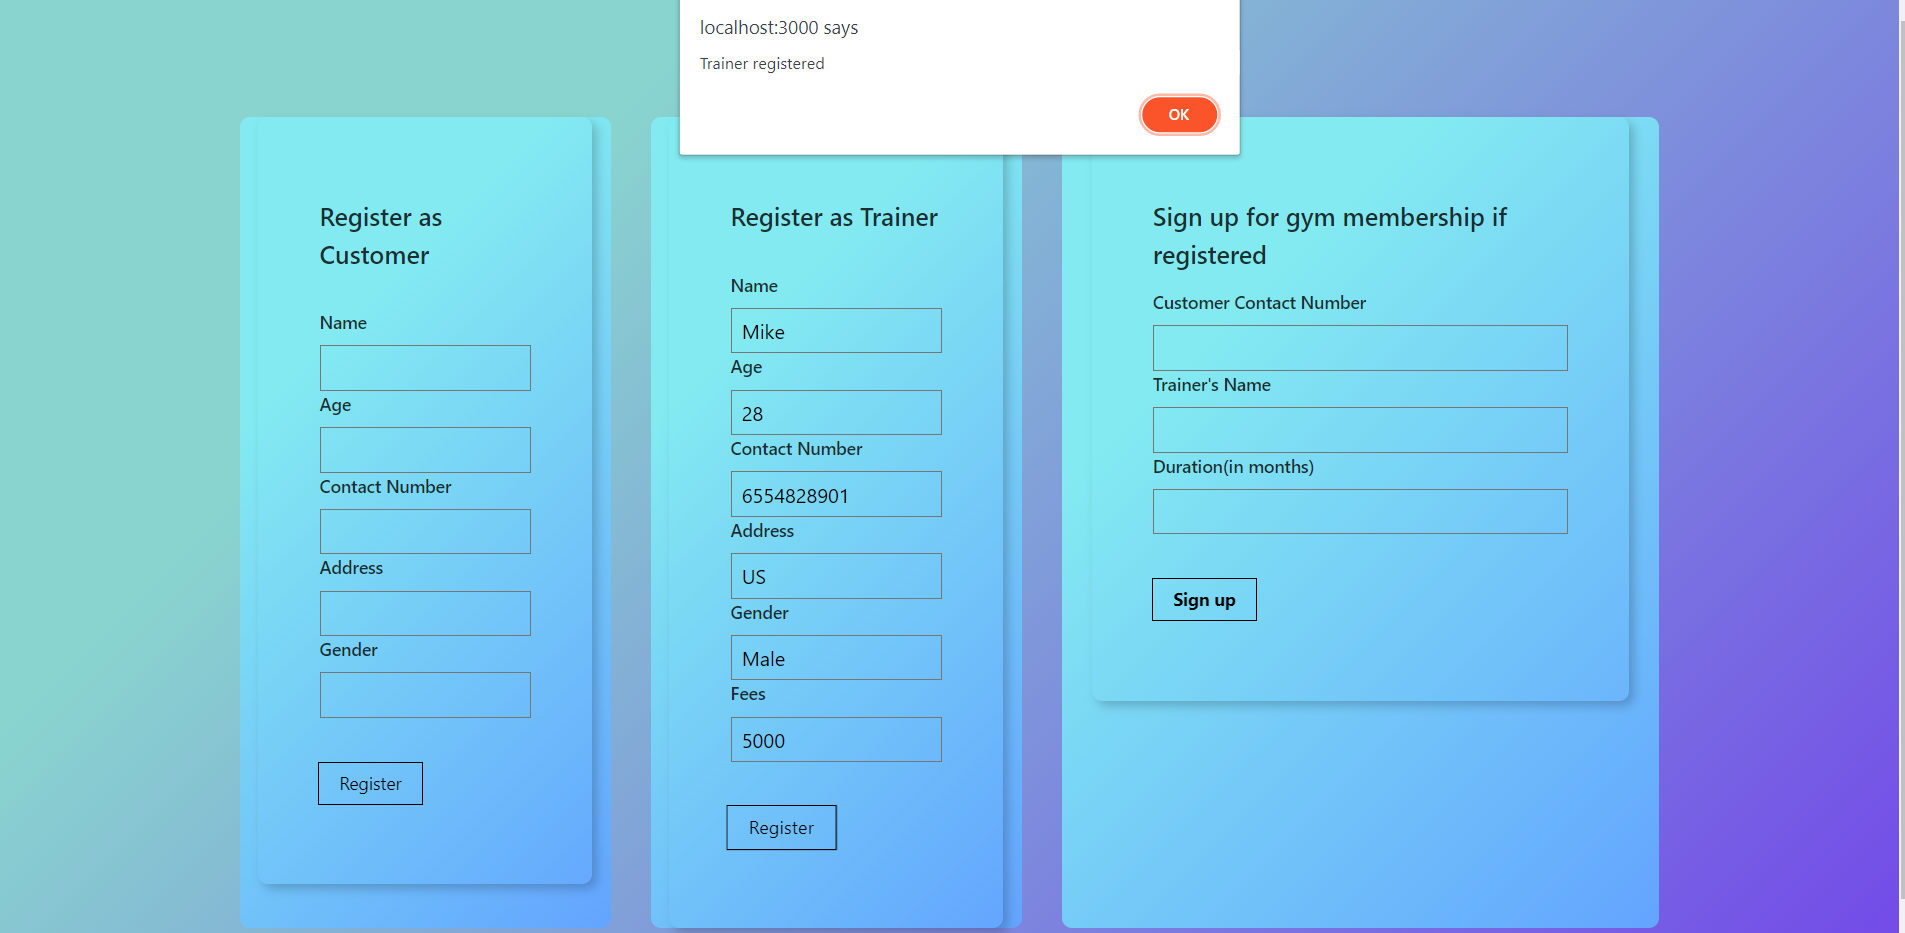 localhost:3000 says
Trainer registered
OK
Register as
Customer
Name
Age
Contact Number
Address
Gender
Register
Register as Trainer
Name
Mike
Age
28
Contact Number
6554828901
Address
US
Gender
Male
Fees
5000
Register
Sign up for gym membership if
registered
Customer Contact Number
Trainer's Name
Duration(in months)
Sign up